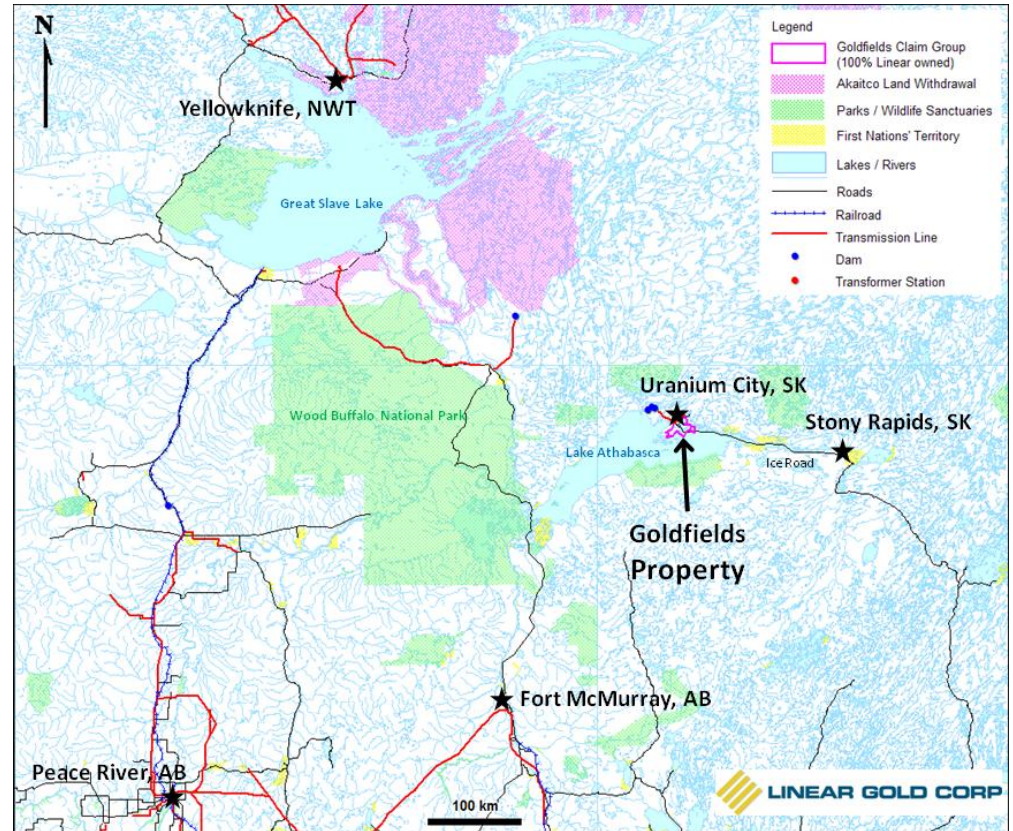 N
Yellowknife, NWT
Great Slave Lake
Legend
Goldfields Claim Group
(100% Linear owned)
Akaitco Land Withdrawal
Parks / Wildlife Sanctuaries
First Nations' Territory
Lakes / Rivers
Roads
Railroad
Transmission Line
Dam
Transformer Station
Uranium City, SK
Wood Buffalo National Park
Stony Rapids, SK
Lake Athabasca
Ice Road
Goldfields
Property
Fort McMurray, AB
Peace River, AB
100 km
LINEAR GOLD CORP